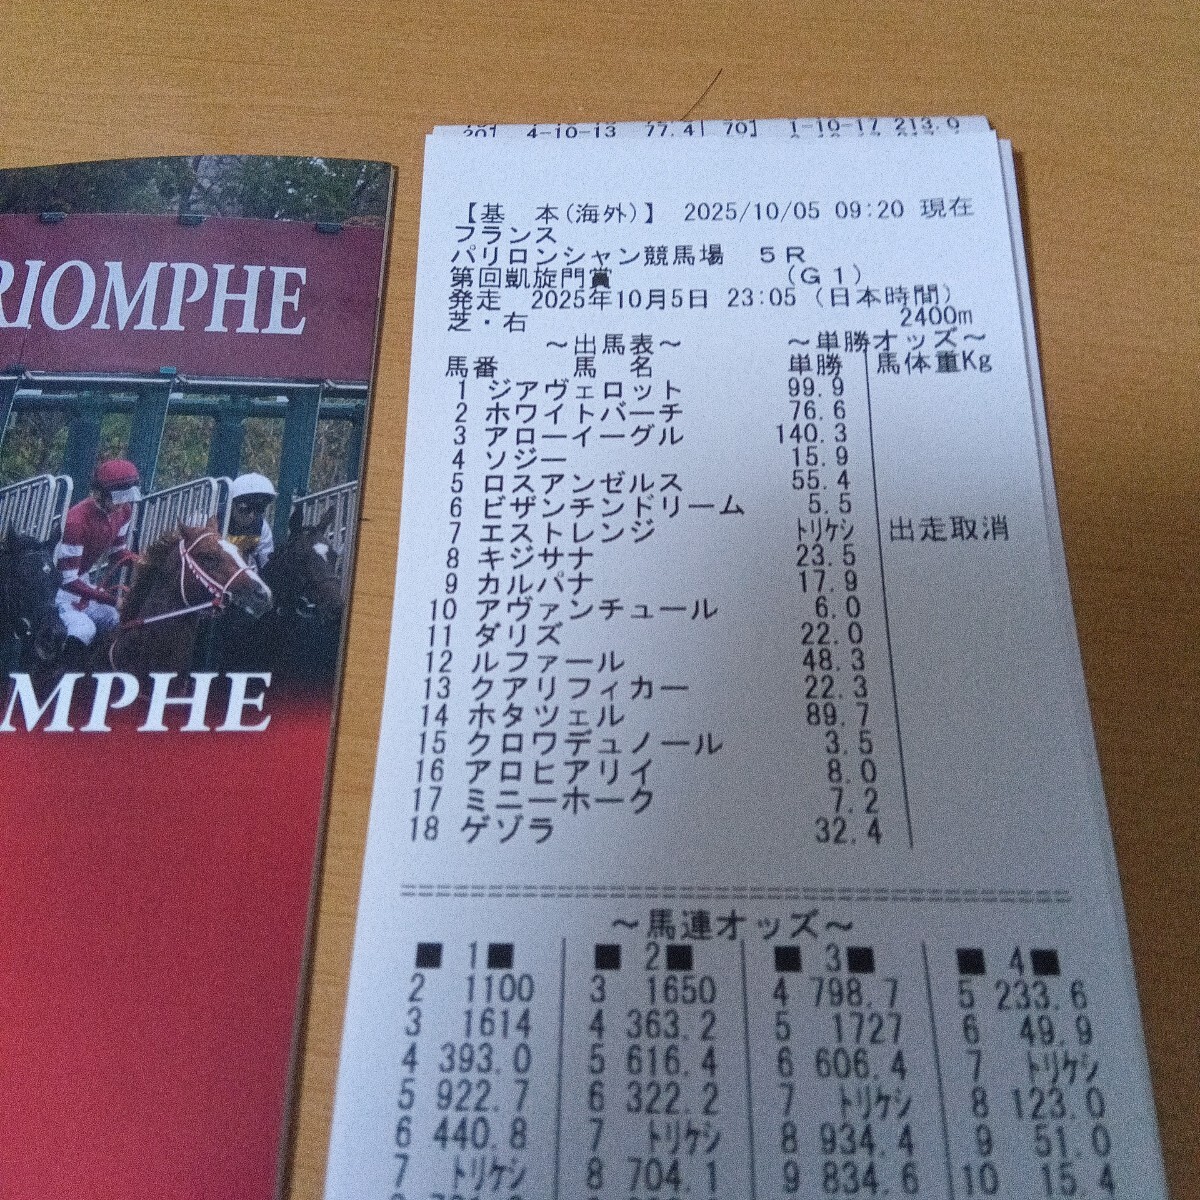 RIOMPHE
MPHE
20] 4-10-13 77.4| 70] 1-10-17 213.0
【基 本(海外)】 2025/10/05 09:20 現在
フランス
パリロンシャン競馬場 5R
第回凱旋門賞 (G1)
発走 2025年10月5日 23:05 (日本時間)
芝・右 2400m
~出馬表~ ~単勝オッズ~
馬番 馬 名 単勝 馬体重Kg
1 ジアヴェロット 99.9
2 ホワイトバーチ 76.6
3 アローイーグル 140.3
4 ソジー 15.9
5 ロスアンゼルス 55.4
6 ビザンチンドリーム 5.5
7 エストレンジ トリケシ 出走取消
8 キジサナ 23.5
9 カルパナ 17.9
10 アヴァンチュール 6.0
11 ダリズ 22.0
12 ルファール 48.3
13 クアリフィカー 22.3
14 ホタツェル 89.7
15 クロワデュノール 3.5
16 アロヒアリイ 8.0
17 ミニーホーク 7.2
18 ゲゾラ 32.4
~馬連オッズ~
■ 1■ ■ 2■ ■ 3■ ■ 4■
2 1100 3 1650 4 798.7 5 233.6
3 1614 4 363.2 5 1727 6 49.9
4 393.0 5 616.4 6 606.4 7 トリケシ
5 922.7 6 322.2 7 トリケシ 8 123.0
6 440.8 7 トリケシ 8 934.4 9 51.0
7 トリケシ 8 704.1 9 834.6 10 15.4